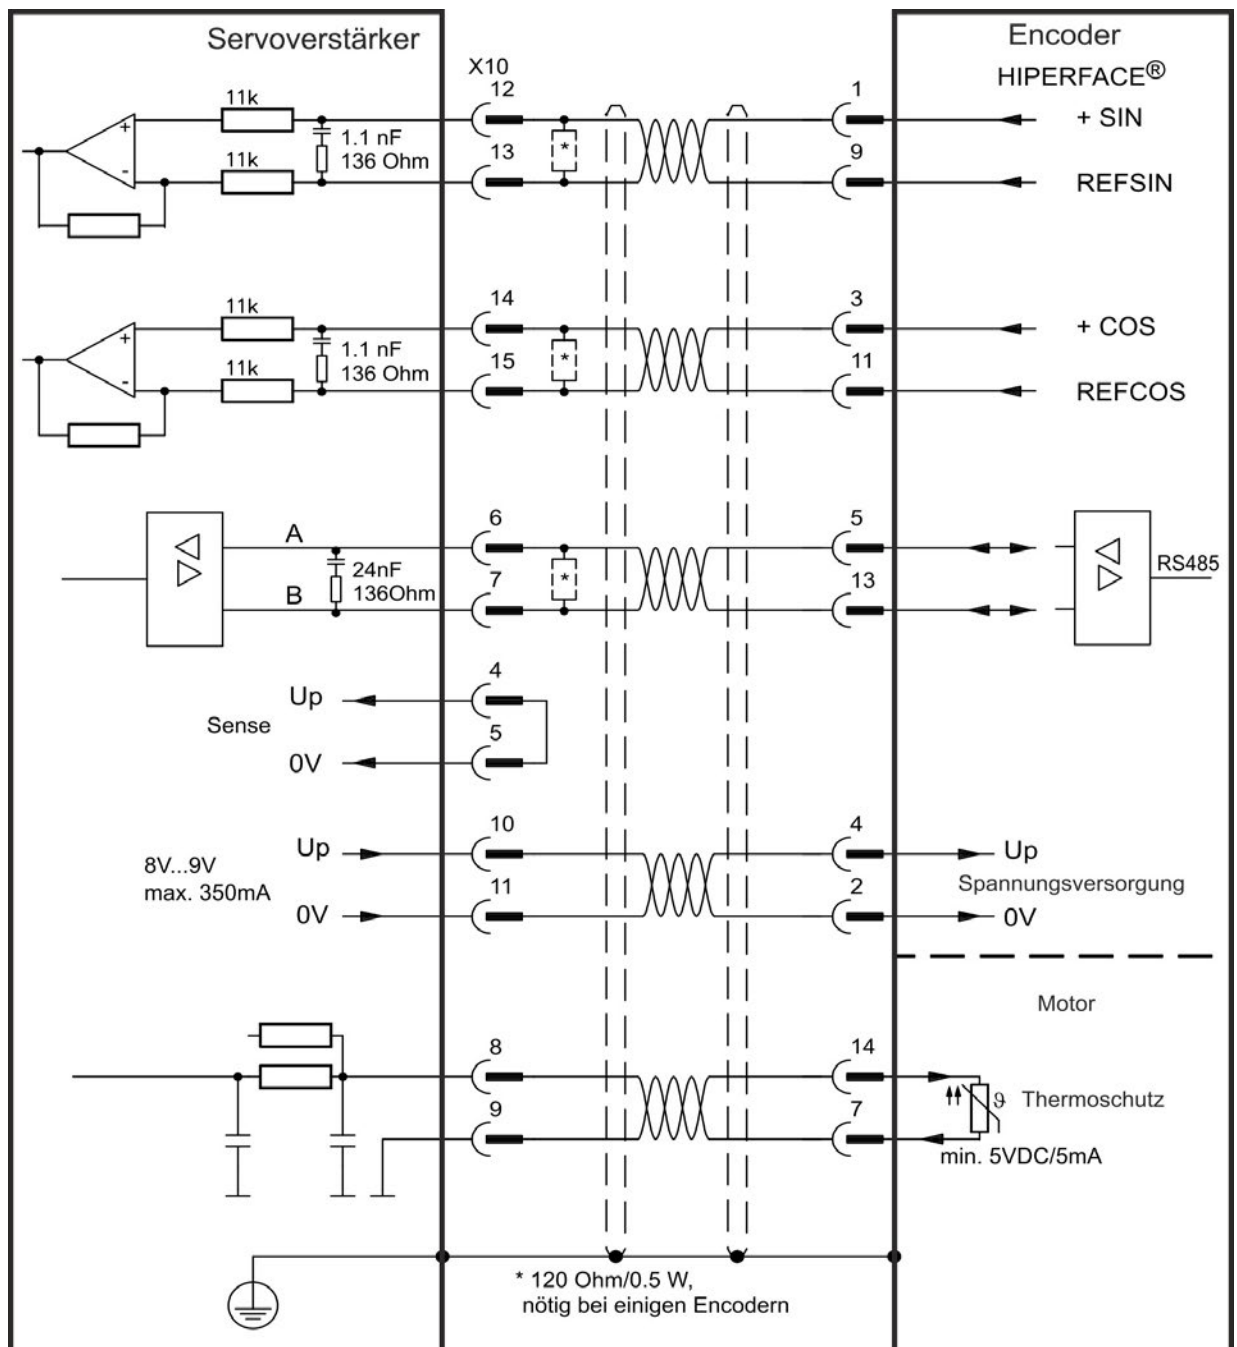 Servoverstärker
Encoder
HIPERFACE®
X10
11k
12
1
+ SIN
+
1.1 nF
136 Ohm
*
11k
13
9
REFSIN
-
11k
14
3
+ COS
+
1.1 nF
136 Ohm
*
11k
15
11
REFCOS
-
A
6
5
24nF
136Ohm
*
RS485
B
7
13
4
Up
Sense
5
0V
10
4
Up
Up
8V...9V
max. 350mA
Spannungsversorgung
11
2
0V
0V
Motor
8
14
ϑ Thermoschutz
9
7
min. 5VDC/5mA
* 120 Ohm/0.5 W,
nötig bei einigen Encodern